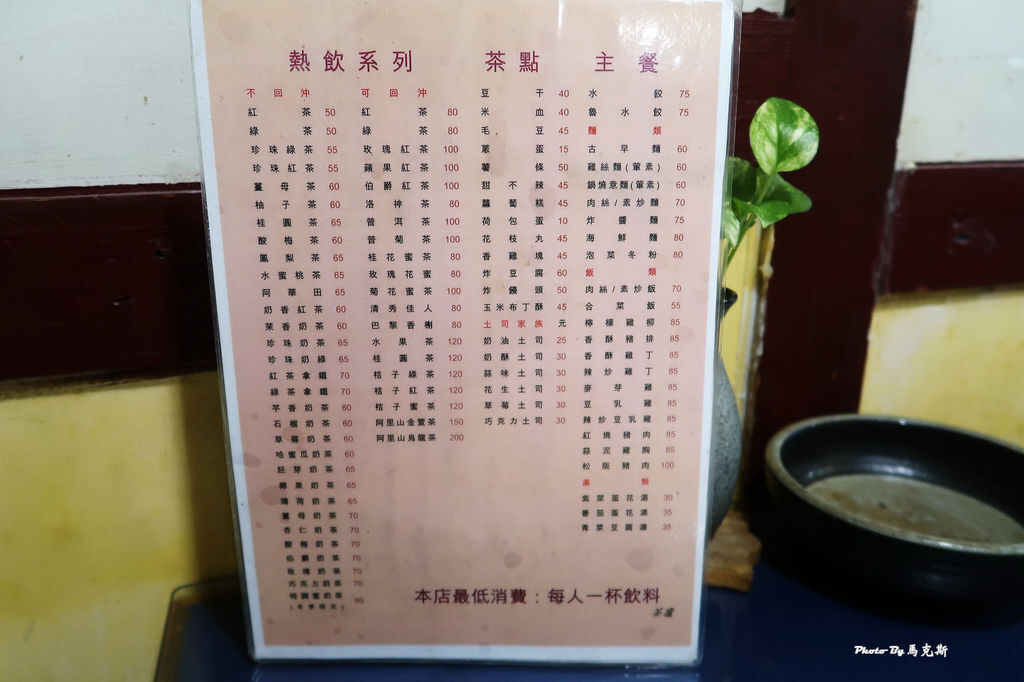 熱飲系列
不回沖
紅茶 50
綠茶 50
珍珠綠茶 55
珍珠紅茶 55
薑母茶 60
柚子茶 60
桂圓茶 65
酸梅茶 60
鳳梨茶 65
水蜜桃茶 65
阿華田 65
奶香紅茶 60
茉香奶茶 60
珍珠奶茶 65
珍珠奶綠 65
紅茶拿鐵 70
綠茶拿鐵 70
芋香奶茶 60
石榴奶茶 60
草莓奶茶 60
哈蜜瓜奶茶 60
胚芽奶茶 65
椰果奶茶 65
薄荷奶茶 65
薑母奶茶 70
杏仁奶茶 70
酸梅奶茶 70
伯爵奶茶 70
玫瑰奶茶 70
巧克力奶茶 70
特調蜜奶茶 80
可回沖
紅茶 80
綠茶 80
玫瑰紅茶 100
蘋果紅茶 100
伯爵紅茶 100
洛神茶 80
普洱茶 100
普菊茶 100
桂花蜜茶 80
玫瑰花蜜 80
菊花蜜茶 100
清秀佳人 80
巴黎香榭 80
水果茶 120
桂圓茶 120
桔子綠茶 120
桔子紅茶 120
桔子蜜茶 120
阿里山金萱茶 150
阿里山烏龍茶 200
茶點
豆干 40
米血 40
毛豆 45
蔥蛋 15
薯條 50
甜不辣 45
蘿蔔糕 45
荷包蛋 10
花枝丸 45
香雞塊 45
炸豆腐 60
炸饅頭 50
玉米布丁酥 45
土司家族 元
奶油土司 25
奶酥土司 30
蒜味土司 30
花生土司 30
草莓土司 30
巧克力土司 30
主餐
水餃 75
魯水餃 75
麵類
古早麵 60
雞絲麵(葷素) 60
鍋燒意麵(葷素) 60
肉絲/素炒麵 70
炸醬麵 75
海鮮麵 80
泡菜冬粉 80
飯類
肉絲/素炒飯 70
合菜飯 55
檸檬雞柳 85
香酥豬排 85
香酥雞丁 85
辣炒雞丁 85
麥芽雞 85
豆乳雞 85
辣炒豆乳雞 85
紅燒豬肉 85
蒜泥雞胸 85
松阪豬肉 100
湯類
紫菜蛋花湯 30
番茄蛋花湯 35
青菜豆腐湯 35
本店最低消費：每人一杯飲料
茶廬
Photo By 馬克斯